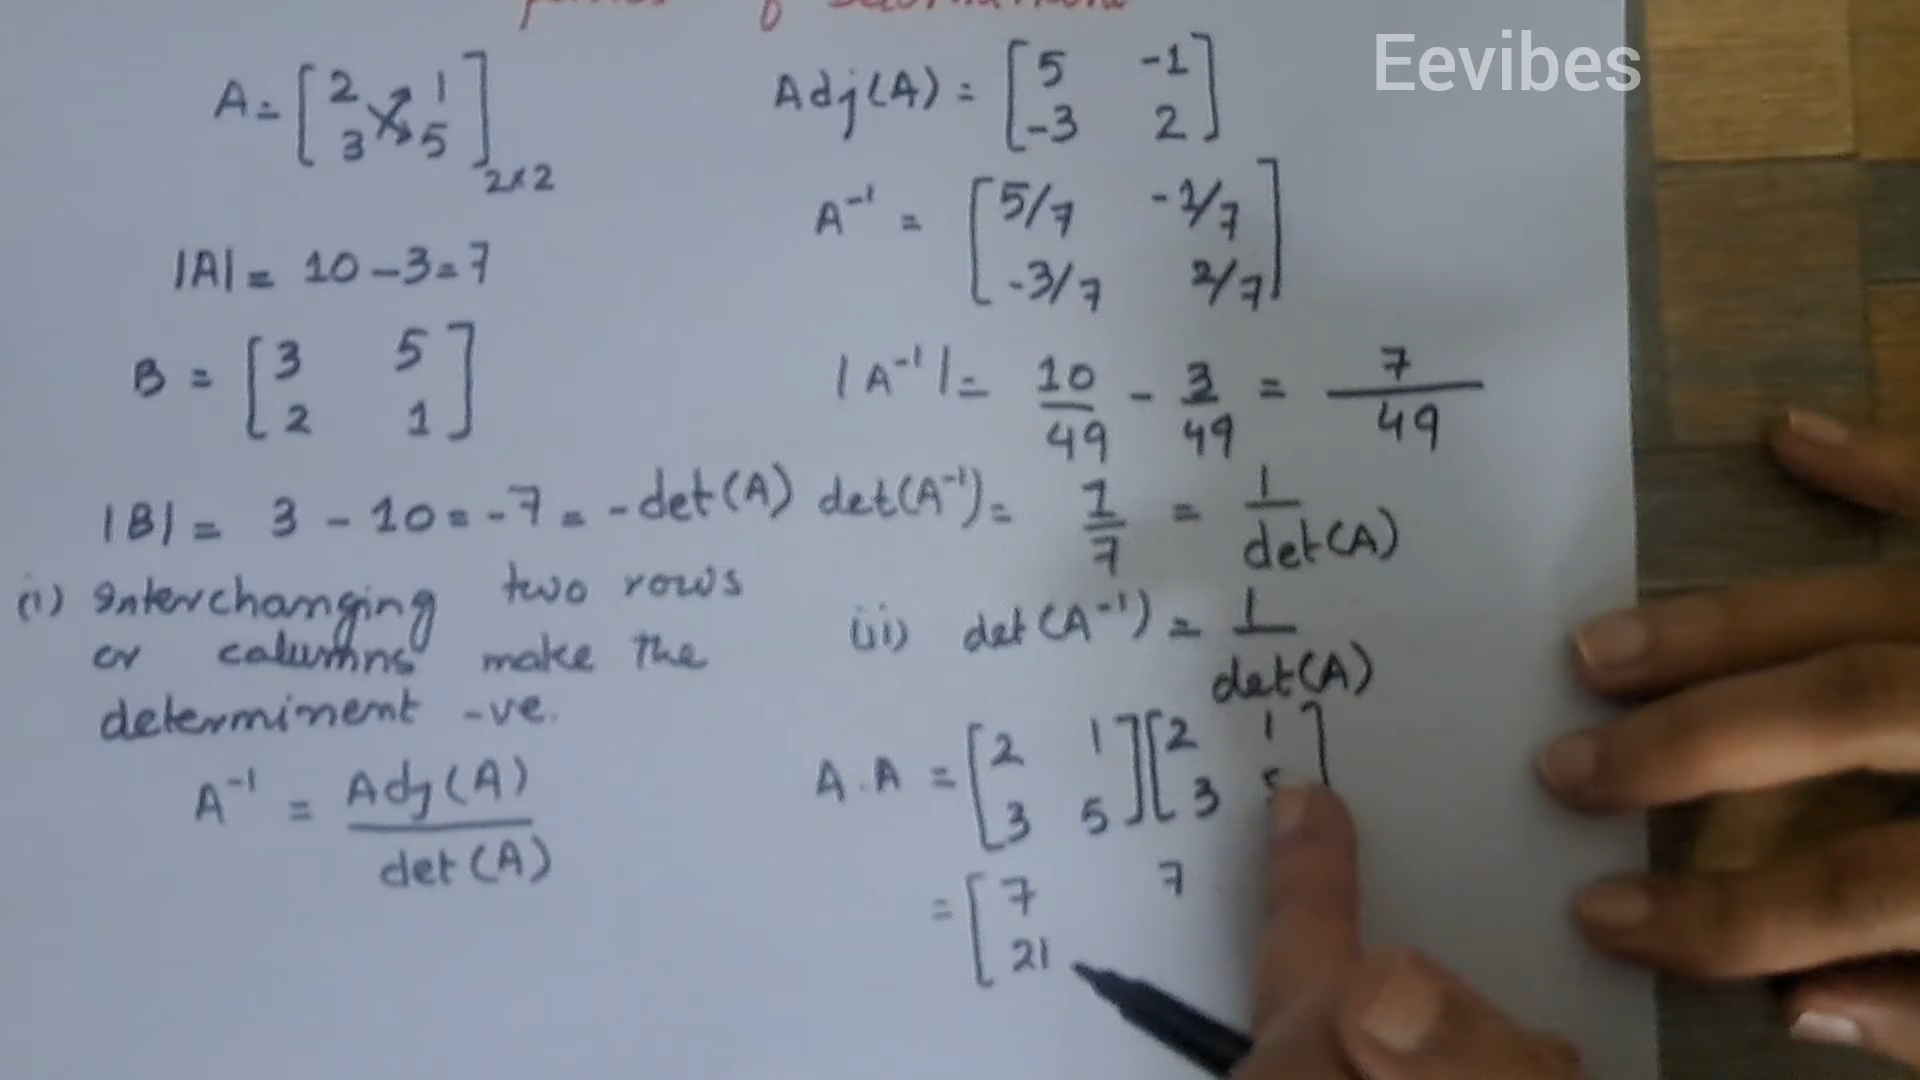 of
Eevibes
A = [ 2 1
3 5 ] 2×2
|A| = 10 - 3 = 7
B = [ 3 5
2 1 ]
|B| = 3 - 10 = -7 = -det(A)
(i) Interchanging two rows
or calumns make the
determinent -ve.
A⁻¹ = Adj(A)
det(A)
Adj(A) = [ 5 -1
-3 2 ]
A⁻¹ = [ 5/7 -1/7
-3/7 2/7 ]
|A⁻¹| = 10/49 - 3/49 = 7/49
det(A⁻¹) = 1/7 = 1/det(A)
(ii) det(A⁻¹) = 1/det(A)
A.A = [ 2 1 ] [ 2 1 ]
[ 3 5 ] [ 3 5 ]
= [ 7 7
21